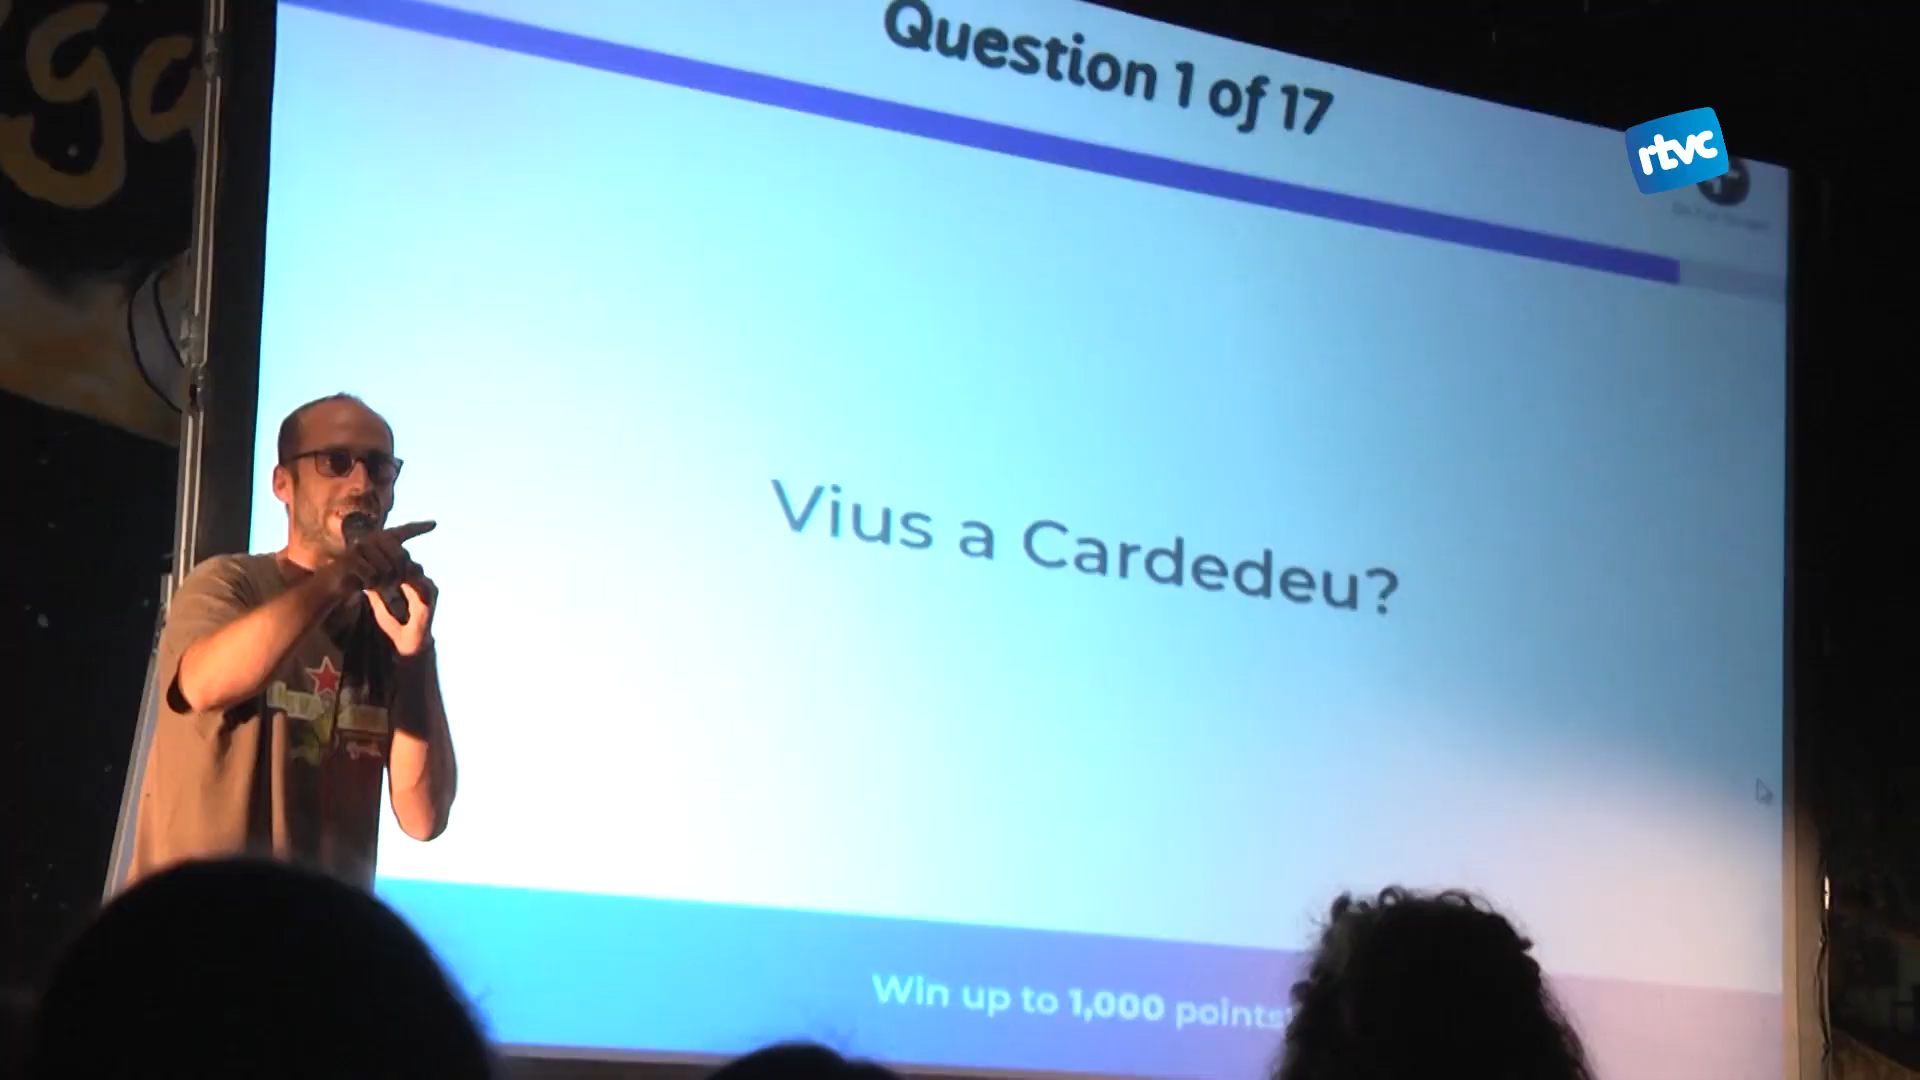 Question 1 of 17
rtvc
Vius a Cardedeu?
Win up to 1,000 points